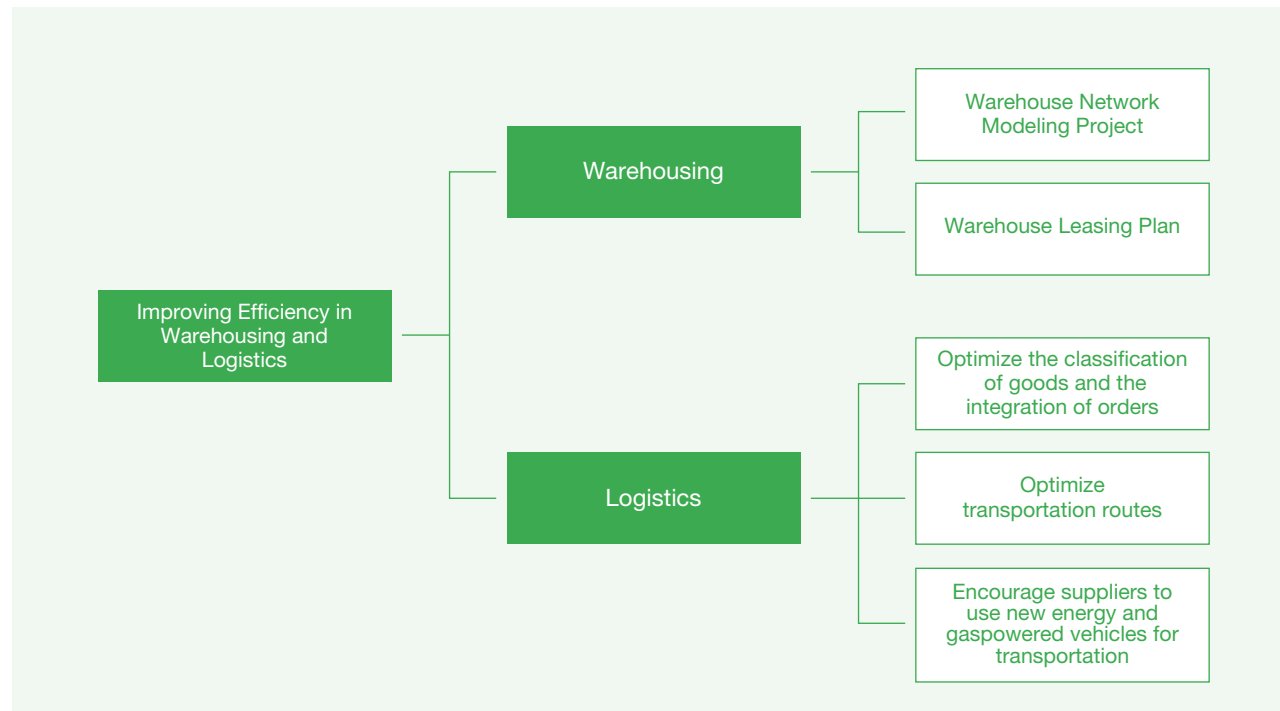 Improving Efficiency in
Warehousing and
Logistics
Warehousing
Warehouse Network
Modeling Project
Warehouse Leasing Plan
Logistics
Optimize the classification
of goods and the
integration of orders
Optimize
transportation routes
Encourage suppliers to
use new energy and
gaspowered vehicles for
transportation